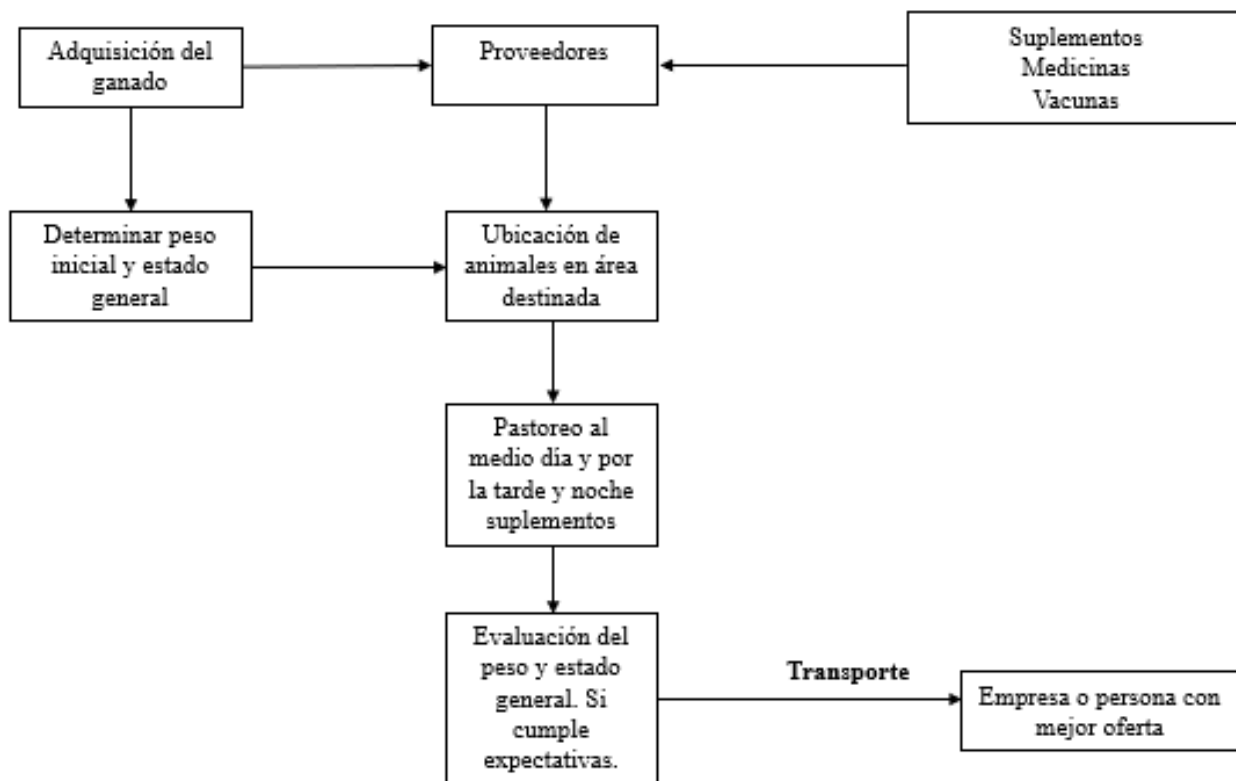 Adquisición del
ganado
Proveedores
Suplementos
Medicinas
Vacunas
Determinar peso
inicial y estado
general
Ubicación de
animales en área
destinada
Pastoreo al
medio día y por
la tarde y noche
suplementos
Evaluación del
peso y estado
general. Si
cumple
expectativas.
Transporte
Empresa o persona con
mejor oferta